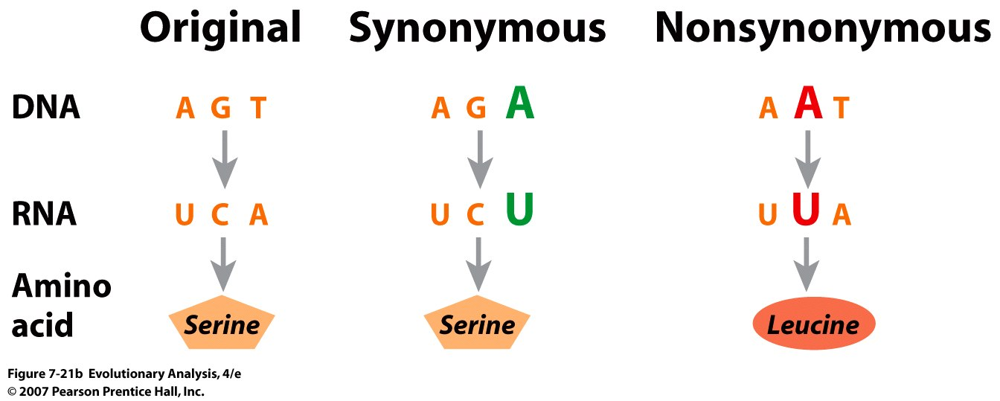 Original Synonymous Nonsynonymous
DNA A G T A G A A A T
RNA U C A U C U U U A
Amino
acid Serine Serine Leucine
Figure 7-21b Evolutionary Analysis, 4/e
© 2007 Pearson Prentice Hall, Inc.